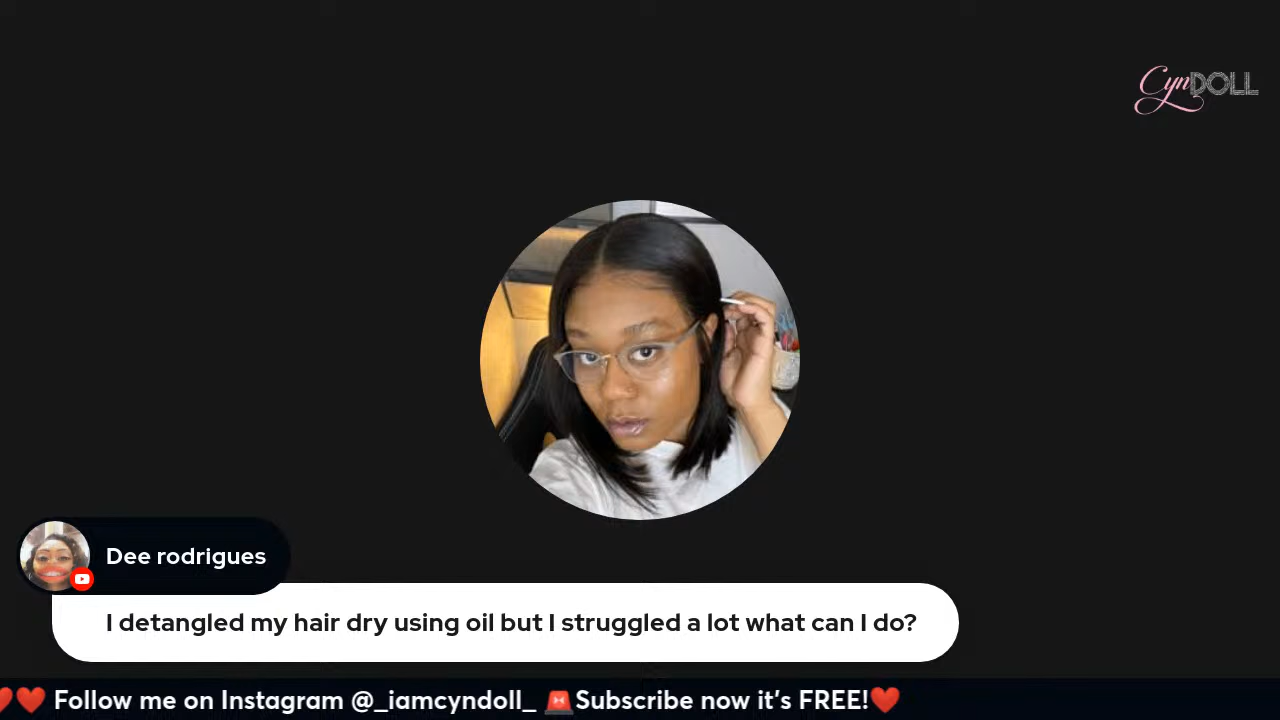 CynDOLL
Dee rodrigues
I detangled my hair dry using oil but I struggled a lot what can I do?
❤️❤️ Follow me on Instagram @_iamcyndoll_ 🚨Subscribe now it's FREE!❤️